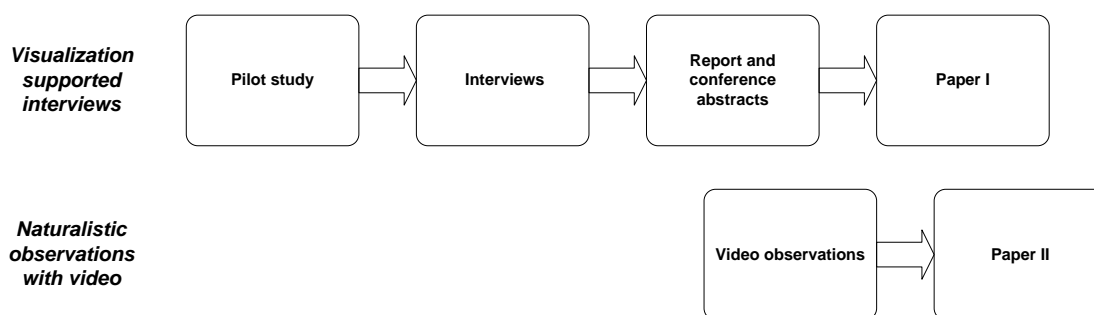 Visualization
supported
interviews
Pilot study
Interviews
Report and
conference
abstracts
Paper I
Naturalistic
observations
with video
Video observations
Paper II